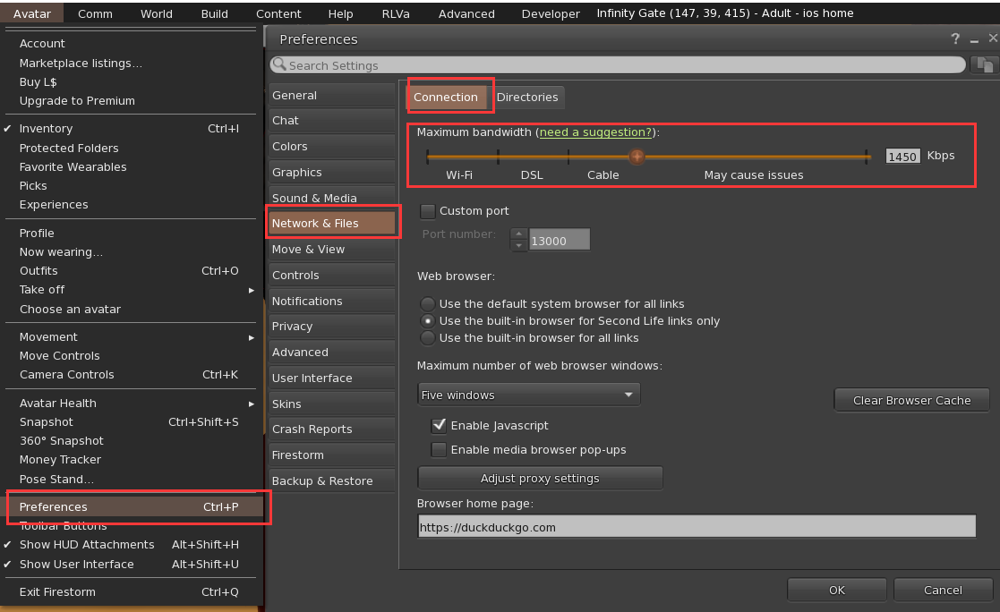 Avatar Comm World Build Content Help RLVa Advanced Developer Infinity Gate (147, 39, 415) - Adult - ios home
Account
Marketplace listings...
Buy L$
Upgrade to Premium
✔ Inventory Ctrl+I
Protected Folders
Favorite Wearables
Picks
Experiences
Profile
Now wearing...
Outfits Ctrl+O
Take off
Choose an avatar
Movement
Move Controls
Camera Controls Ctrl+K
Avatar Health
Snapshot Ctrl+Shift+S
360° Snapshot
Money Tracker
Pose Stand...
Preferences Ctrl+P
Toolbar Buttons
✔ Show HUD Attachments Alt+Shift+H
✔ Show User Interface Alt+Shift+U
Exit Firestorm Ctrl+Q
Preferences ?
Search Settings
General
Chat
Colors
Graphics
Sound & Media
Network & Files
Move & View
Controls
Notifications
Privacy
Advanced
User Interface
Skins
Crash Reports
Firestorm
Backup & Restore
Connection Directories
Maximum bandwidth (need a suggestion?):
1450 Kbps
Wi-Fi DSL Cable May cause issues
Custom port
Port number: 13000
Web browser:
Use the default system browser for all links
Use the built-in browser for Second Life links only
Use the built-in browser for all links
Maximum number of web browser windows:
Five windows
Clear Browser Cache
Enable Javascript
Enable media browser pop-ups
Adjust proxy settings
Browser home page:
https://duckduckgo.com
OK Cancel